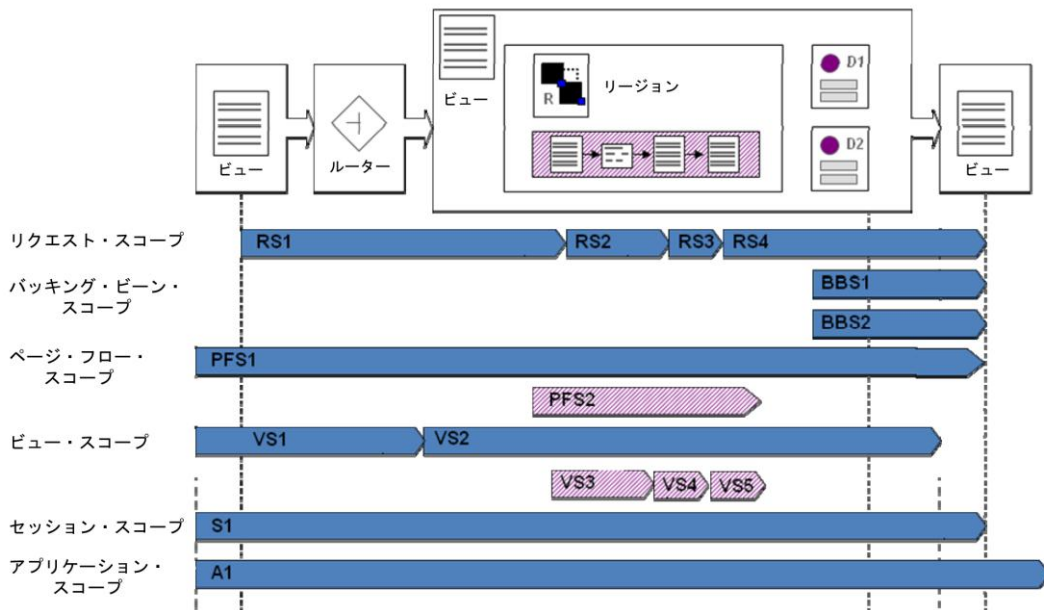 ビュー
ルーター
ビュー
R
リージョン
D1
D2
ビュー
リクエスト・スコープ
RS1
RS2
RS3
RS4
バッキング・ビーン・
スコープ
BBS1
BBS2
ページ・フロー・
スコープ
PFS1
PFS2
ビュー・スコープ
VS1
VS2
VS3
VS4
VS5
セッション・スコープ
S1
アプリケーション・
スコープ
A1